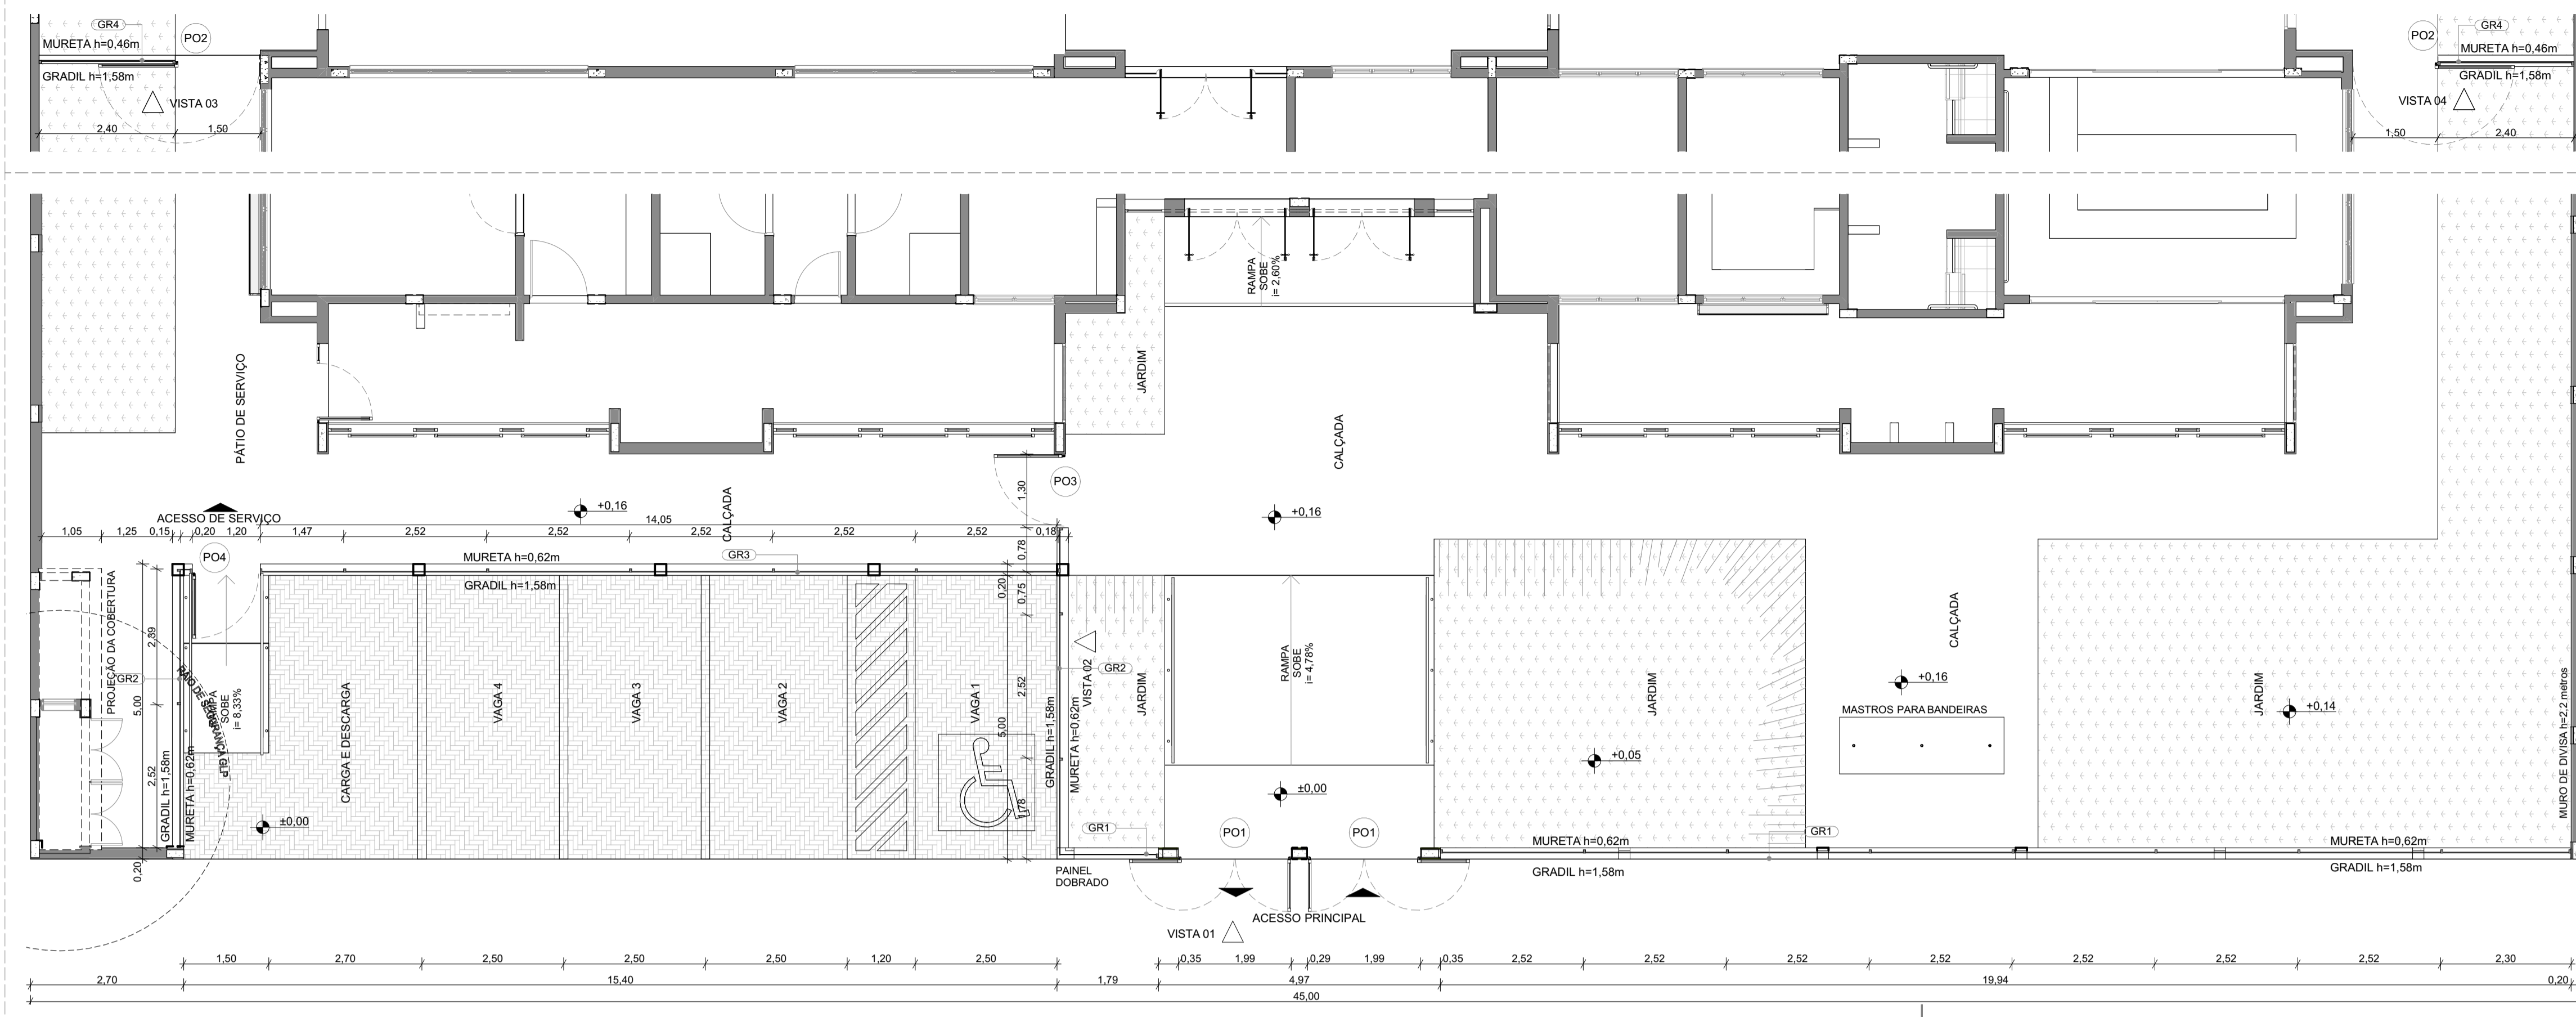 GR4
PO2
MURETA h=0,46m
GRADIL h=1,58m
VISTA 03
2,40
1,50
PO2
GR4
MURETA h=0,46m
GRADIL h=1,58m
VISTA 04
1,50
2,40
RAMPA
SOBE
i= 2,60%
PÁTIO DE SERVIÇO
JARDIM
CALÇADA
PO3
1,30
ACESSO DE SERVIÇO
+0,16
CALÇADA
14,05
+0,16
1,05
1,25
0,15
0,20
1,20
1,47
2,52
2,52
2,52
2,52
2,52
0,18
PO4
MURETA h=0,62m
GR3
0,78
GRADIL h=1,58m
0,20
0,75
PROJEÇÃO DA COBERTURA
2,39
GR2
5,00
RAIO DE SEGURANÇA GLP
RAMPA
SOBE
i= 8,33%
2,52
GRADIL h=1,58m
MURETA h=0,62m
CARGA E DESCARGA
VAGA 4
VAGA 3
VAGA 2
VAGA 1
5,00
2,52
GRADIL h=1,58m
MURETA h=0,62m
VISTA 02
GR2
JARDIM
RAMPA
SOBE
i= 4,78%
JARDIM
CALÇADA
+0,16
MASTROS PARA BANDEIRAS
JARDIM
+0,14
MURO DE DIVISA h=2,2 metros
+0,05
±0,00
±0,00
,78
0,20
GR1
PO1
PO1
GR1
MURETA h=0,62m
MURETA h=0,62m
PAINEL
DOBRADO
GRADIL h=1,58m
GRADIL h=1,58m
ACESSO PRINCIPAL
VISTA 01
1,50
2,70
2,50
2,50
2,50
1,20
2,50
0,35
1,99
0,29
1,99
0,35
2,52
2,52
2,52
2,52
2,52
2,52
2,52
2,30
2,70
15,40
1,79
4,97
19,94
0,20
45,00